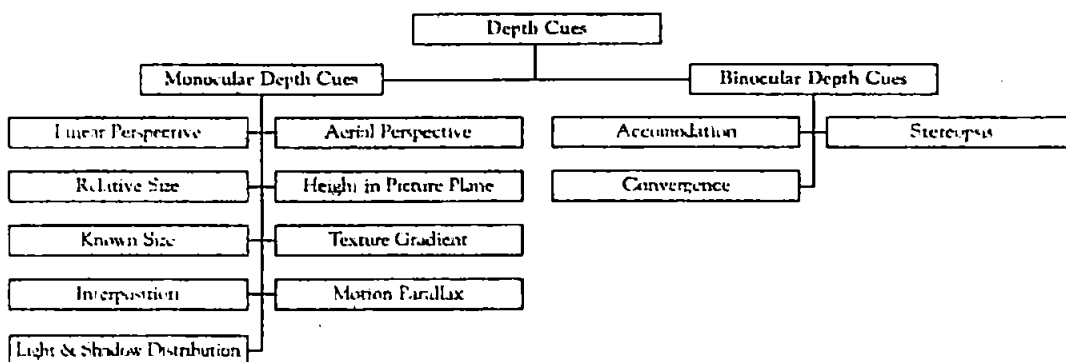 Depth Cues
Monocular Depth Cues
Binocular Depth Cues
Linear Perspective
Aerial Perspective
Accomodation
Stereopsis
Relative Size
Height in Picture Plane
Convergence
Known Size
Texture Gradient
Interposition
Motion Parallax
Light & Shadow Distribution